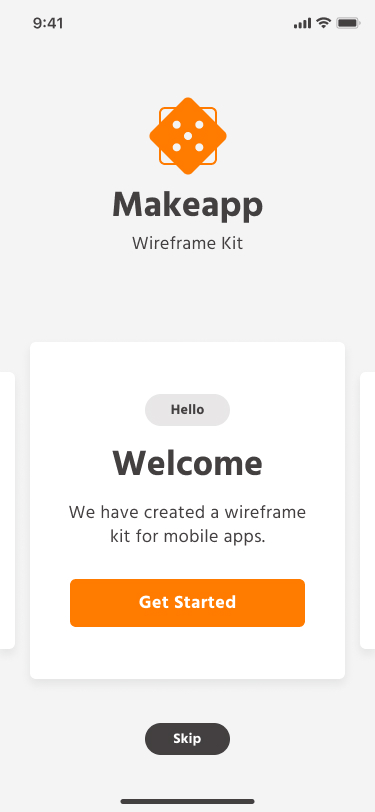 9:41
Makeapp
Wireframe Kit
Hello
Welcome
We have created a wireframe
kit for mobile apps.
Get Started
Skip